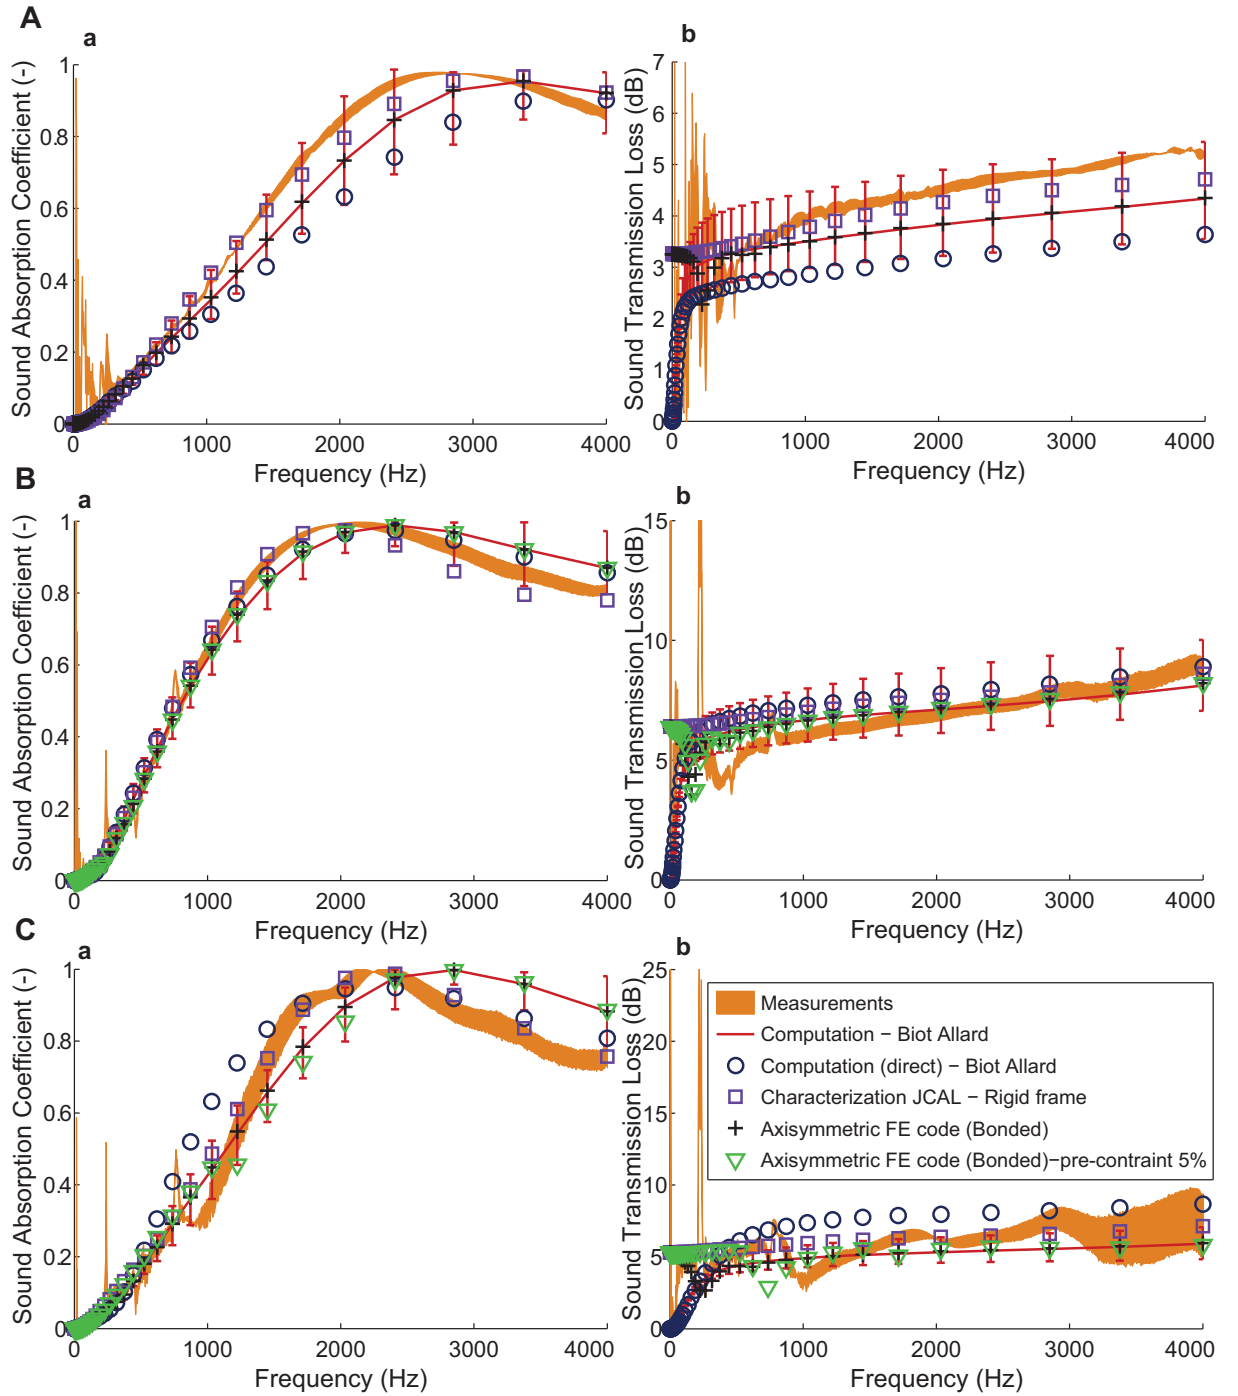 A
a
Sound Absorption Coefficient (-)
1
0.8
0.6
0.4
0.2
0
0
1000
2000
3000
4000
Frequency (Hz)
b
Sound Transmission Loss (dB)
7
6
5
4
3
2
1
0
0
1000
2000
3000
4000
Frequency (Hz)
B
a
Sound Absorption Coefficient (-)
1
0.8
0.6
0.4
0.2
0
0
1000
2000
3000
4000
Frequency (Hz)
b
Sound Transmission Loss (dB)
15
10
5
0
0
1000
2000
3000
4000
Frequency (Hz)
C
a
Sound Absorption Coefficient (-)
1
0.8
0.6
0.4
0.2
0
0
1000
2000
3000
4000
Frequency (Hz)
b
Sound Transmission Loss (dB)
25
20
15
10
5
0
0
1000
2000
3000
4000
Frequency (Hz)
Measurements
Computation − Biot Allard
Computation (direct) − Biot Allard
Characterization JCAL − Rigid frame
Axisymmetric FE code (Bonded)
Axisymmetric FE code (Bonded)−pre-contraint 5%